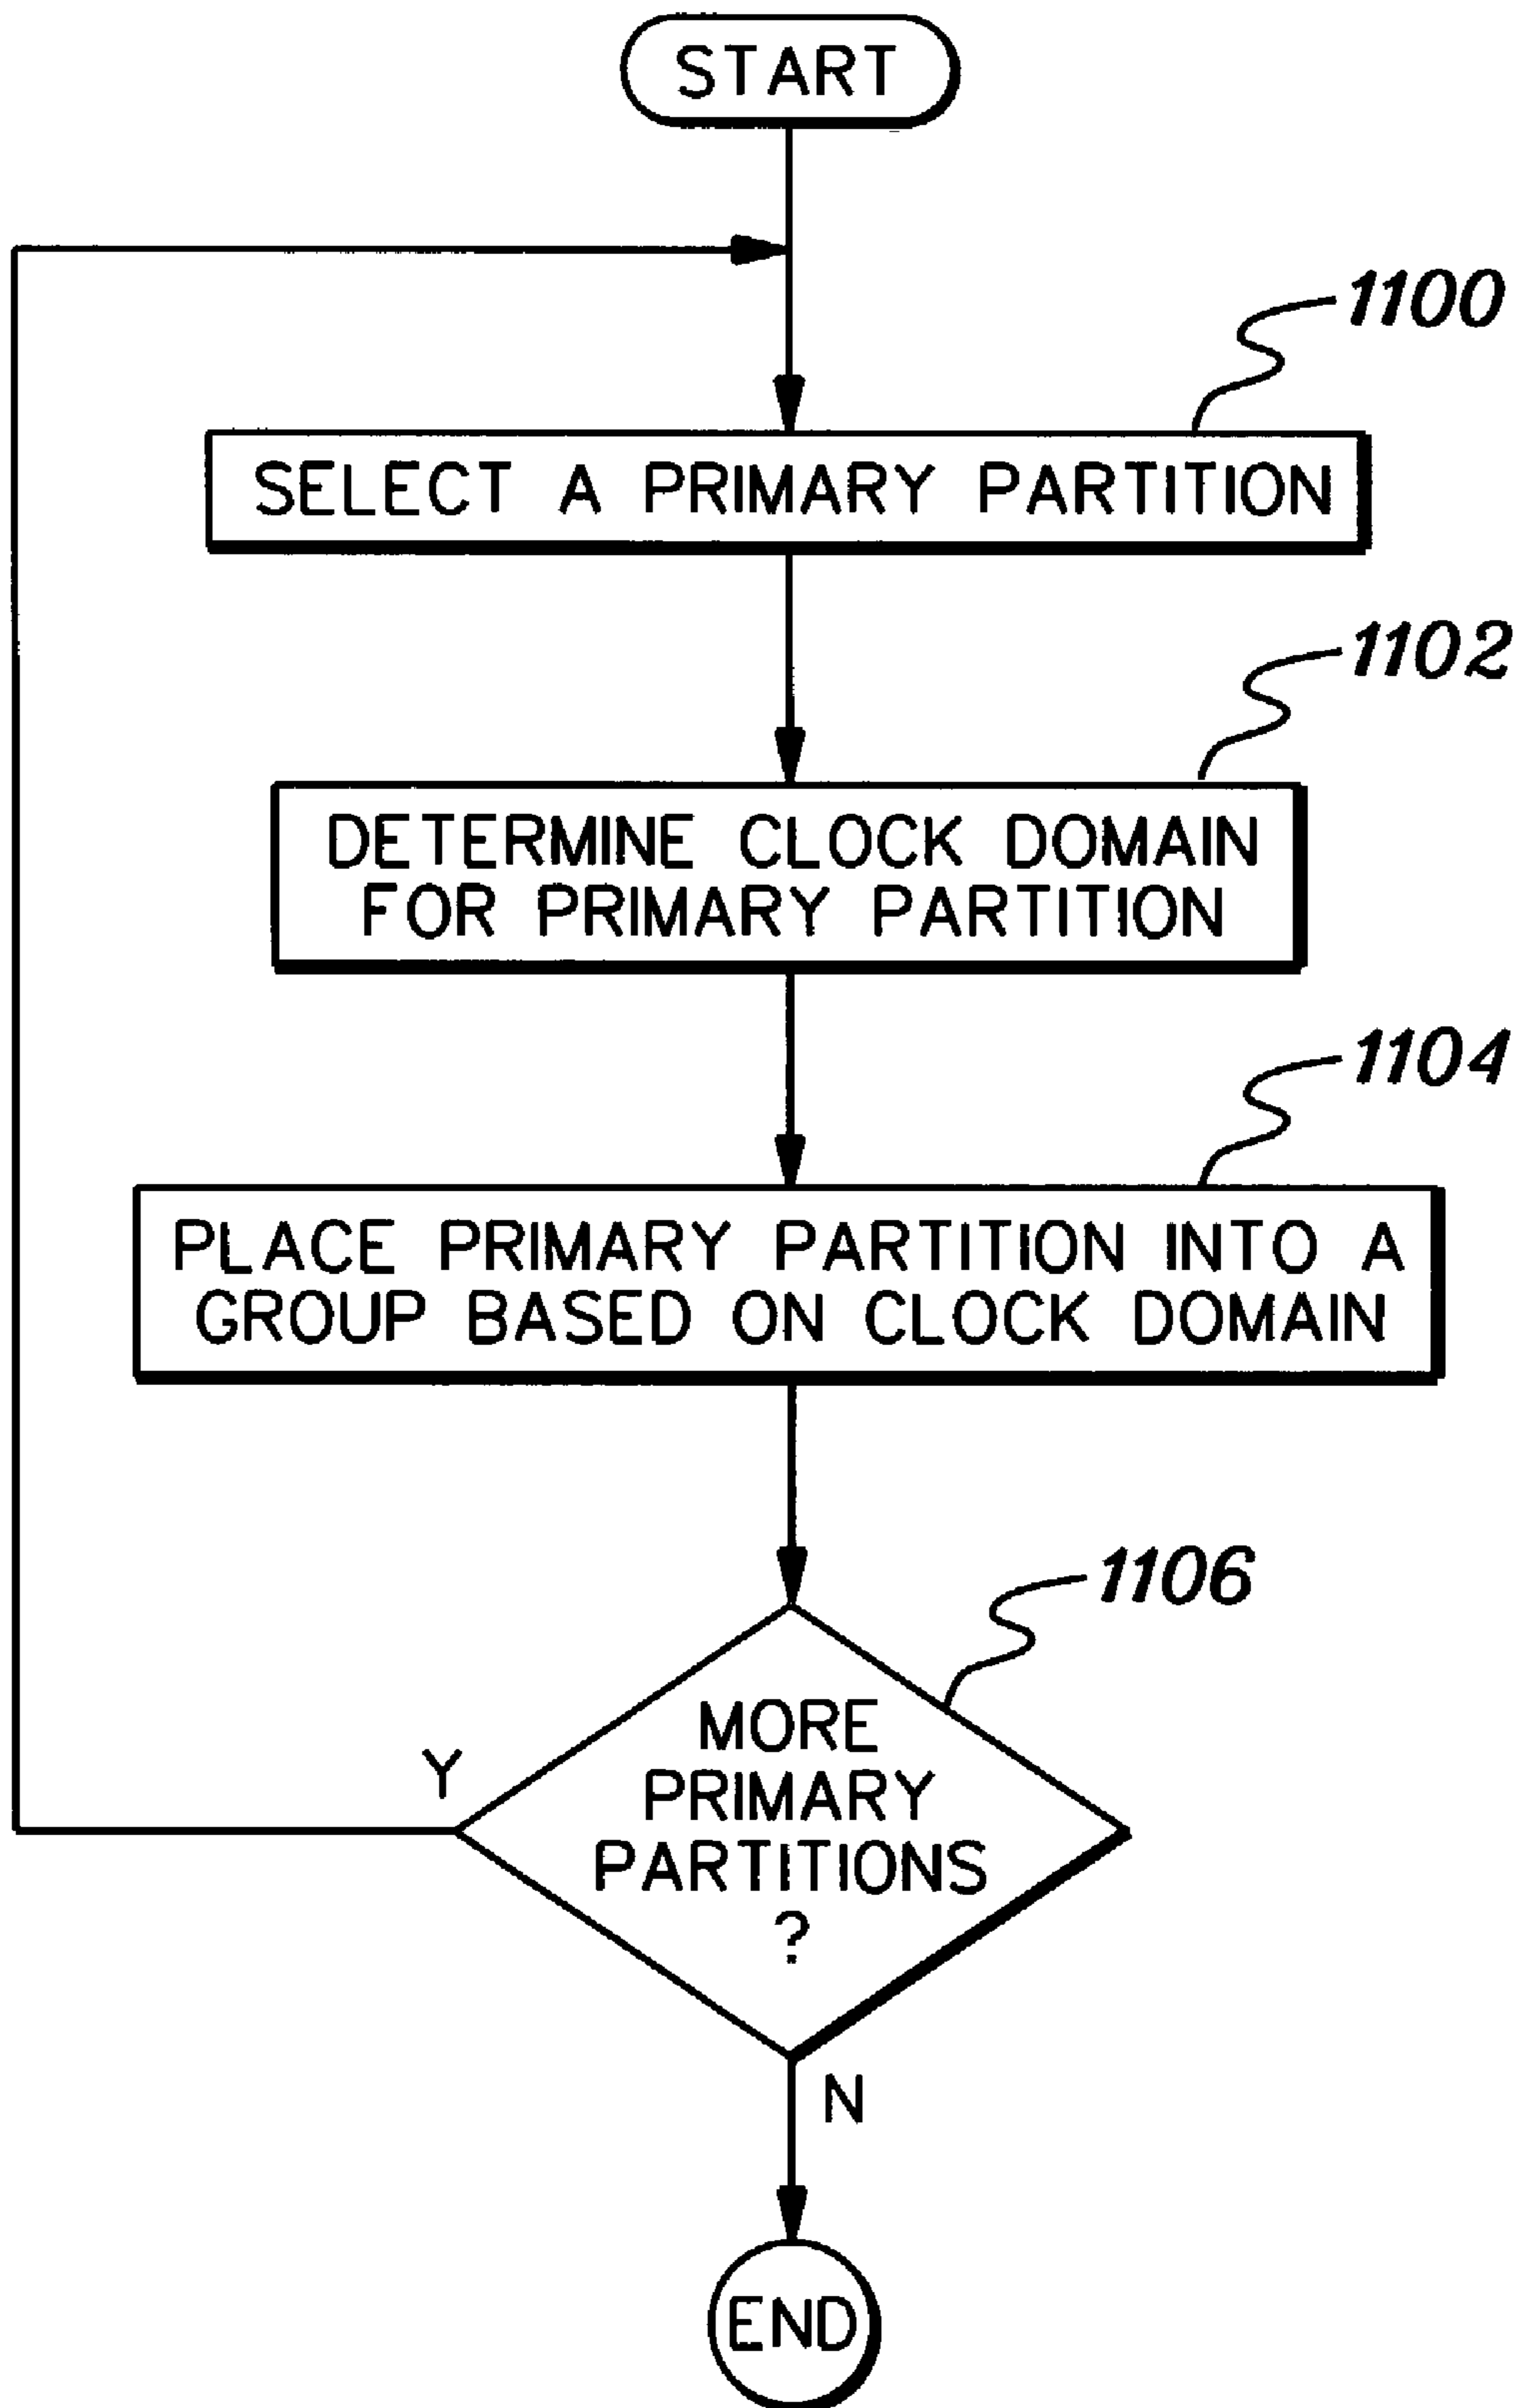 START
1100
SELECT A PRIMARY PARTITION
1102
DETERMINE CLOCK DOMAIN
FOR PRIMARY PARTITION
1104
PLACE PRIMARY PARTITION INTO A
GROUP BASED ON CLOCK DOMAIN
1106
MORE
PRIMARY
PARTITIONS
?
Y
N
END